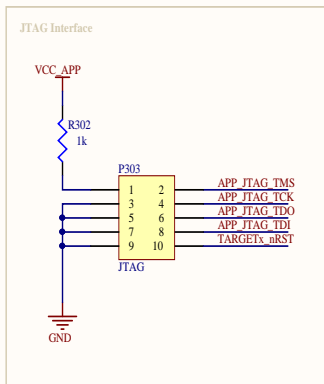 JTAG Interface
VCC_APP
R302
1k
P303
1 2 APP_JTAG_TMS
3 4 APP_JTAG_TCK
5 6 APP_JTAG_TDO
7 8 APP_JTAG_TDI
9 10 TARGETx_nRST
JTAG
GND